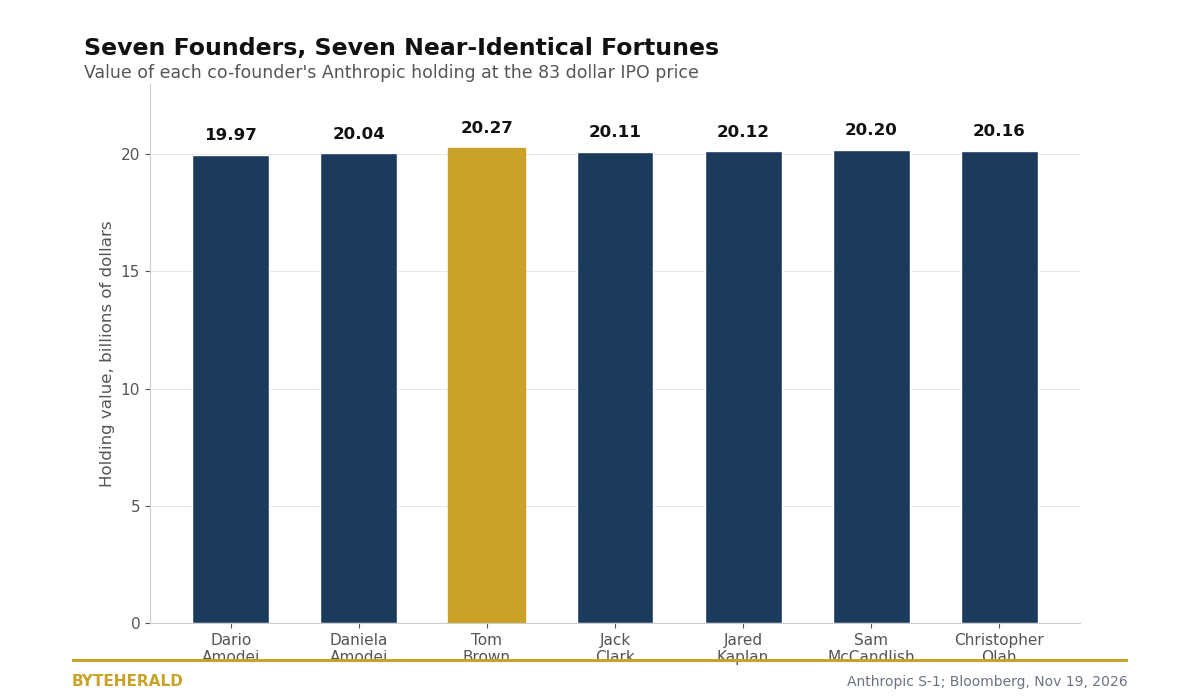 Seven Founders, Seven Near-Identical Fortunes
Value of each co-founder's Anthropic holding at the 83 dollar IPO price
19.97 20.04 20.27 20.11 20.12 20.20 20.16
Holding value, billions of dollars
20
15
10
5
0
Dario Daniela Tom Jack Jared Sam Christopher
Amodei Amodei Brown Clark Kaplan McCandlish Olah
BYTEHERALD
Anthropic S-1; Bloomberg, Nov 19, 2026